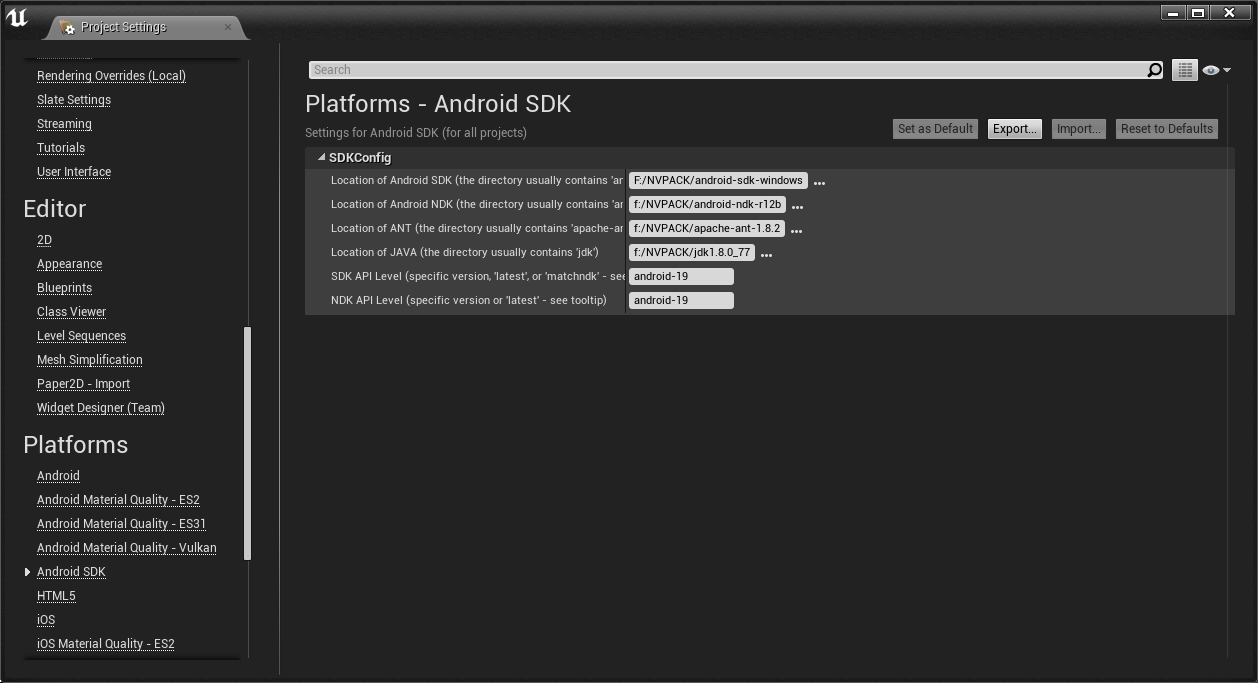 Project Settings
Rendering Overrides (Local)
Slate Settings
Streaming
Tutorials
User Interface
Editor
2D
Appearance
Blueprints
Class Viewer
Level Sequences
Mesh Simplification
Paper2D - Import
Widget Designer (Team)
Platforms
Android
Android Material Quality - ES2
Android Material Quality - ES31
Android Material Quality - Vulkan
Android SDK
HTML5
iOS
iOS Material Quality - ES2
Search
Platforms - Android SDK
Settings for Android SDK (for all projects)
Set as Default
Export...
Import...
Reset to Defaults
SDKConfig
Location of Android SDK (the directory usually contains 'ar F:/NVPACK/android-sdk-windows ...
Location of Android NDK (the directory usually contains 'ar f:/NVPACK/android-ndk-r12b ...
Location of ANT (the directory usually contains 'apache-ar f:/NVPACK/apache-ant-1.8.2 ...
Location of JAVA (the directory usually contains 'jdk') f:/NVPACK/jdk1.8.0_77 ...
SDK API Level (specific version, 'latest', or 'matchndk' - see android-19
NDK API Level (specific version or 'latest' - see tooltip) android-19